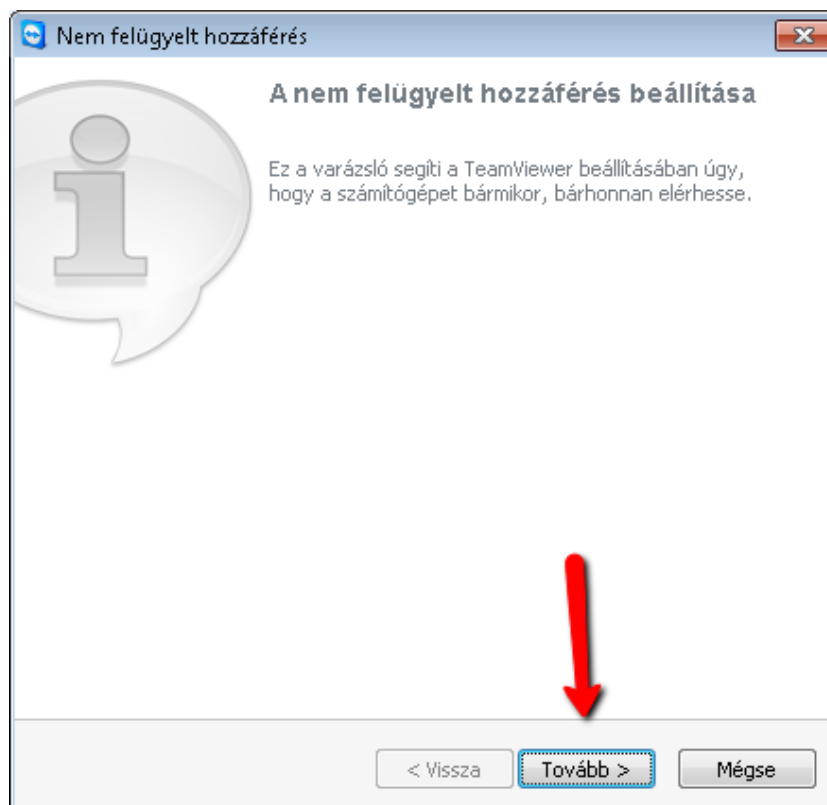 Nem felügyelt hozzáférés
A nem felügyelt hozzáférés beállítása
Ez a varázsló segíti a TeamViewer beállításában úgy,
hogy a számítógépet bármikor, bárhonnan elérhesse.
< Vissza
Tovább >
Mégse